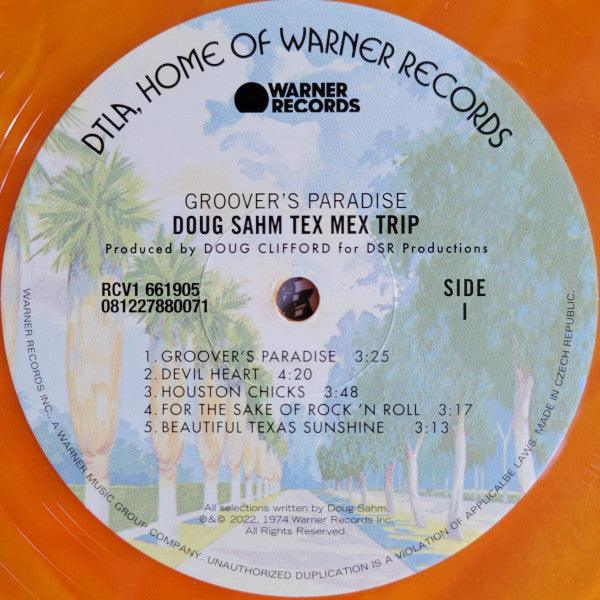 DTLA, HOME OF WARNER RECORDS
WARNER
RECORDS
GROOVER'S PARADISE
DOUG SAHM TEX MEX TRIP
Produced by DOUG CLIFFORD for DSR Productions
RCV1 661905
081227880071
SIDE
1
1. GROOVER'S PARADISE 3:25
2. DEVIL HEART 4:20
3. HOUSTON CHICKS 3:48
4. FOR THE SAKE OF ROCK 'N ROLL 3:17
5. BEAUTIFUL TEXAS SUNSHINE 3:13
All selections written by Doug Sahm.
℗&© 2022, 1974 Warner Records Inc.
All Rights Reserved.
WARNER RECORDS INC., A WARNER MUSIC GROUP COMPANY. UNAUTHORIZED DUPLICATION IS A VIOLATION OF APPLICALBE LAWS. MADE IN CZECH REPUBLIC.